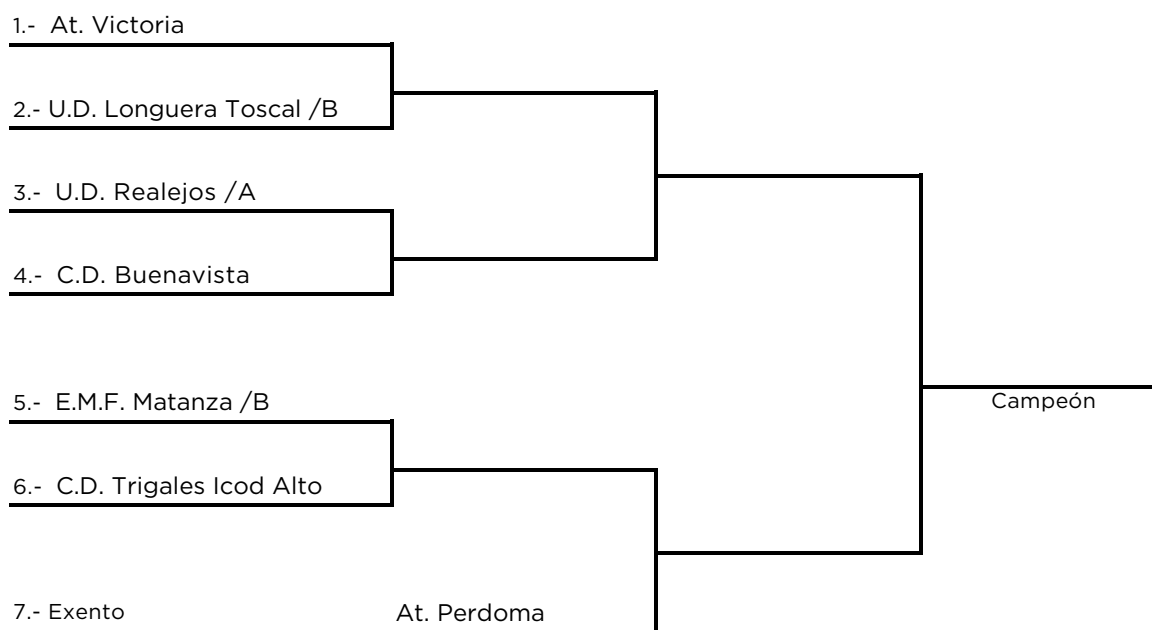 1.- At. Victoria
2.- U.D. Longuera Toscal /B
3.- U.D. Realejos /A
4.- C.D. Buenavista
5.- E.M.F. Matanza /B
Campeón
6.- C.D. Trigales Icod Alto
7.- Exento At. Perdoma